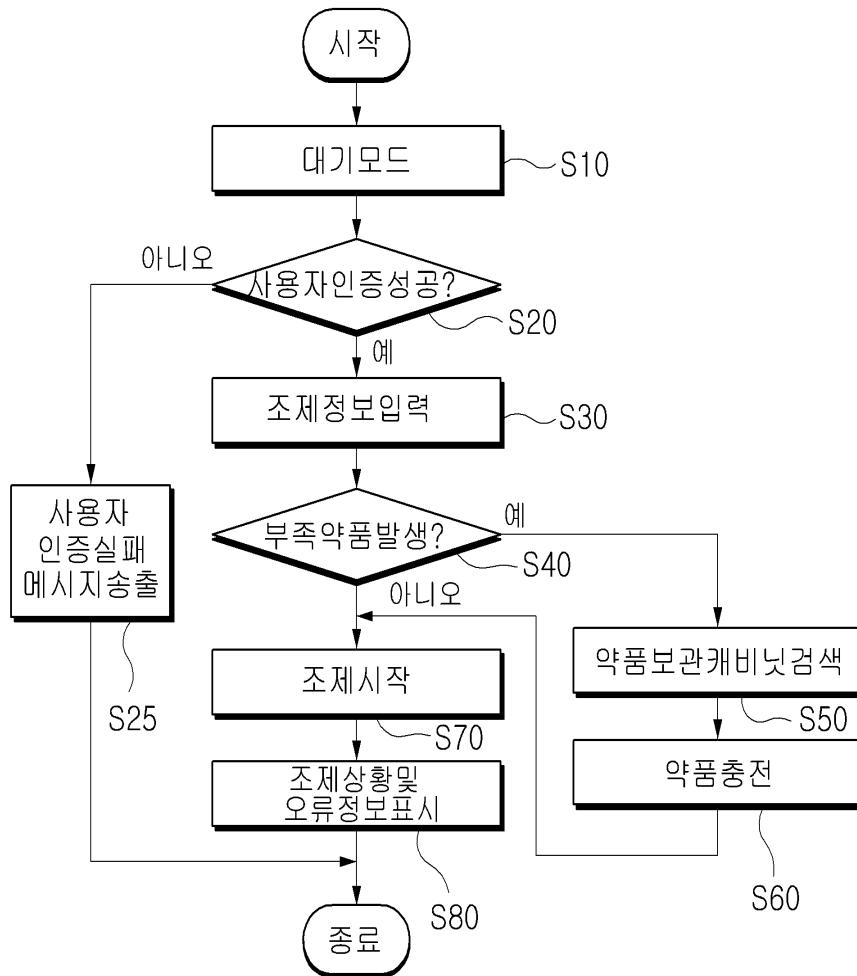 시작
대기모드
S10
아니오
사용자인증성공?
S20
예
조제정보입력
S30
사용자
인증실패
메시지송출
S25
부족약품발생?
예
S40
아니오
약품보관캐비닛검색
S50
조제시작
S70
약품충전
S60
조제상황및
오류정보표시
S80
종료